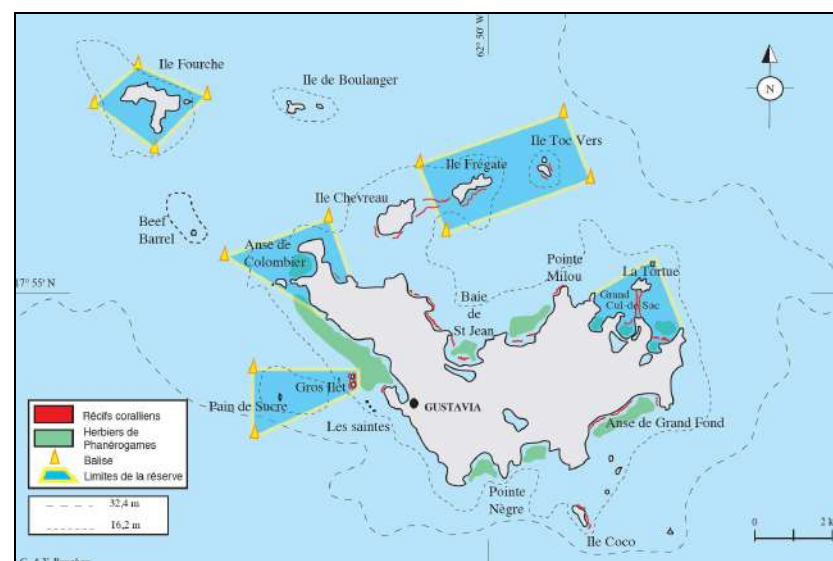 62° 50' W
Ile Fourche
Ile de Boulanger
N
Ile Toc Vers
Ile Frégate
Ile Chevreau
Beef
Barrel
Anse de
Colombier
Pointe
Milou
La Tortue
17° 55' N
Grand
Cul-de-Sac
Baie
de
St Jean
Gros Ilet
Pain de Sucre
GUSTAVIA
Les saintes
Anse de Grand Fond
Récifs coralliens
Herbiers de
Phanérogames
Balise
Limites de la réserve
32,4 m
16,2 m
Pointe
Nègre
Ile Coco
0 2 k